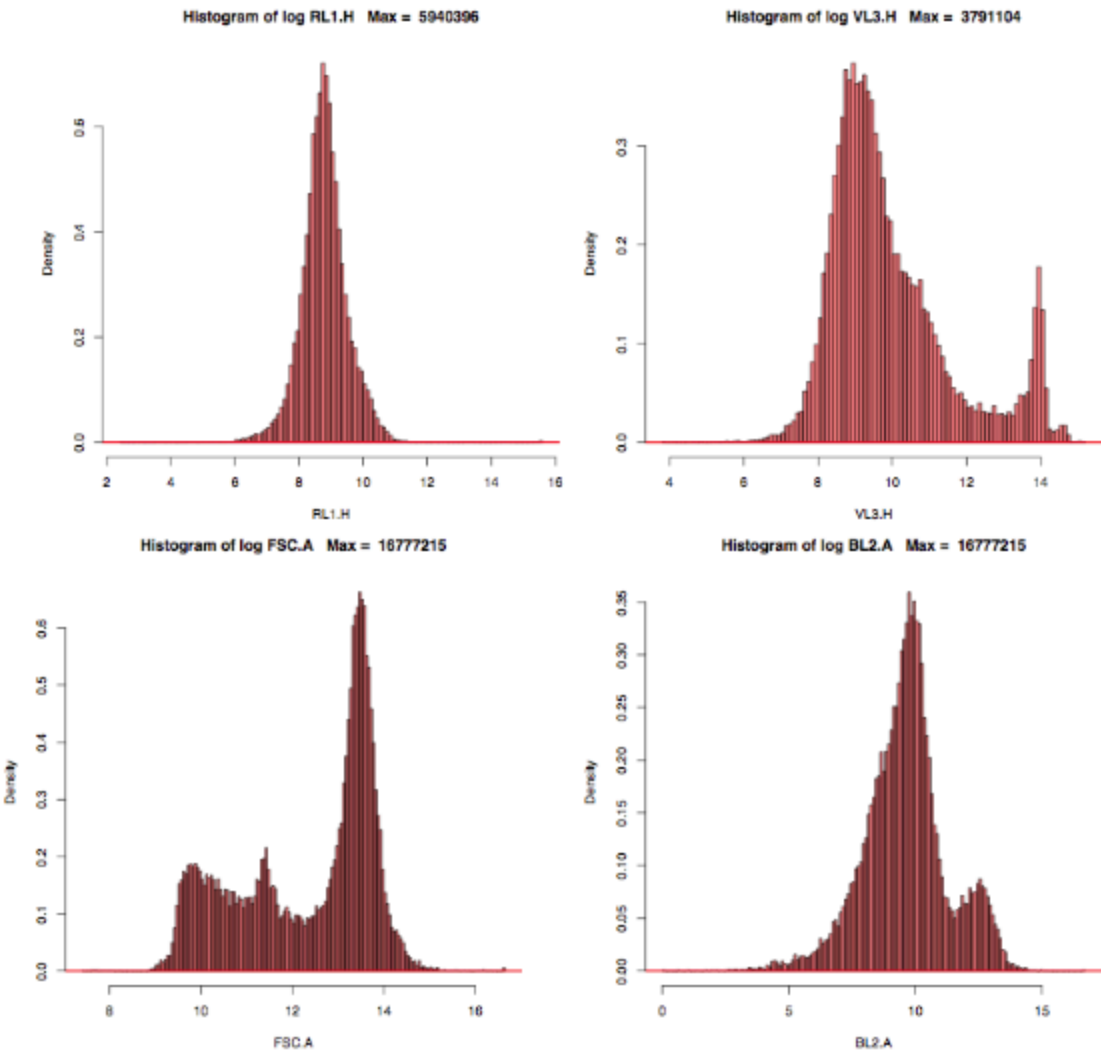 Histogram of log RL1.H Max = 5940396
Density
0.0 0.2 0.4 0.6
2 4 6 8 10 12 14 16
RL1.H
Histogram of log VL3.H Max = 3791104
Density
0.0 0.1 0.2 0.3
4 6 8 10 12 14
VL3.H
Histogram of log FSC.A Max = 16777215
Density
0.0 0.1 0.2 0.3 0.4 0.5 0.6
8 10 12 14 16
FSC.A
Histogram of log BL2.A Max = 16777215
Density
0.00 0.05 0.10 0.15 0.20 0.25 0.30 0.35
0 5 10 15
BL2.A